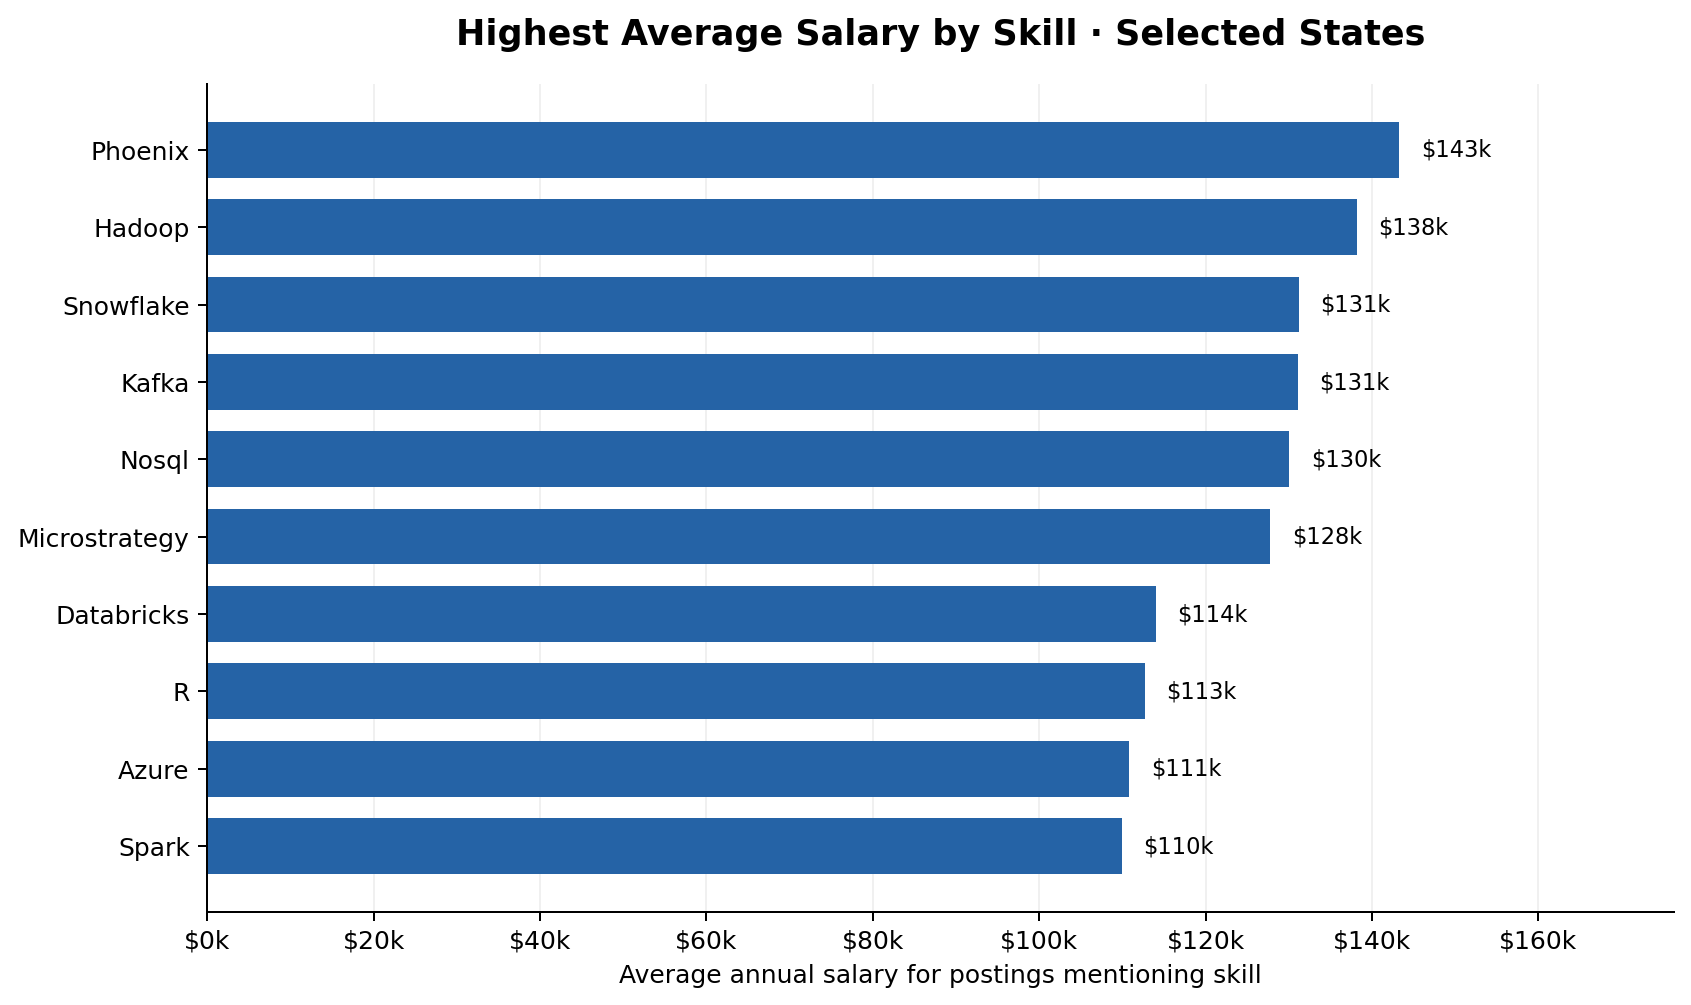 Highest Average Salary by Skill · Selected States
Phoenix $143k
Hadoop $138k
Snowflake $131k
Kafka $131k
Nosql $130k
Microstrategy $128k
Databricks $114k
R $113k
Azure $111k
Spark $110k
$0k $20k $40k $60k $80k $100k $120k $140k $160k
Average annual salary for postings mentioning skill